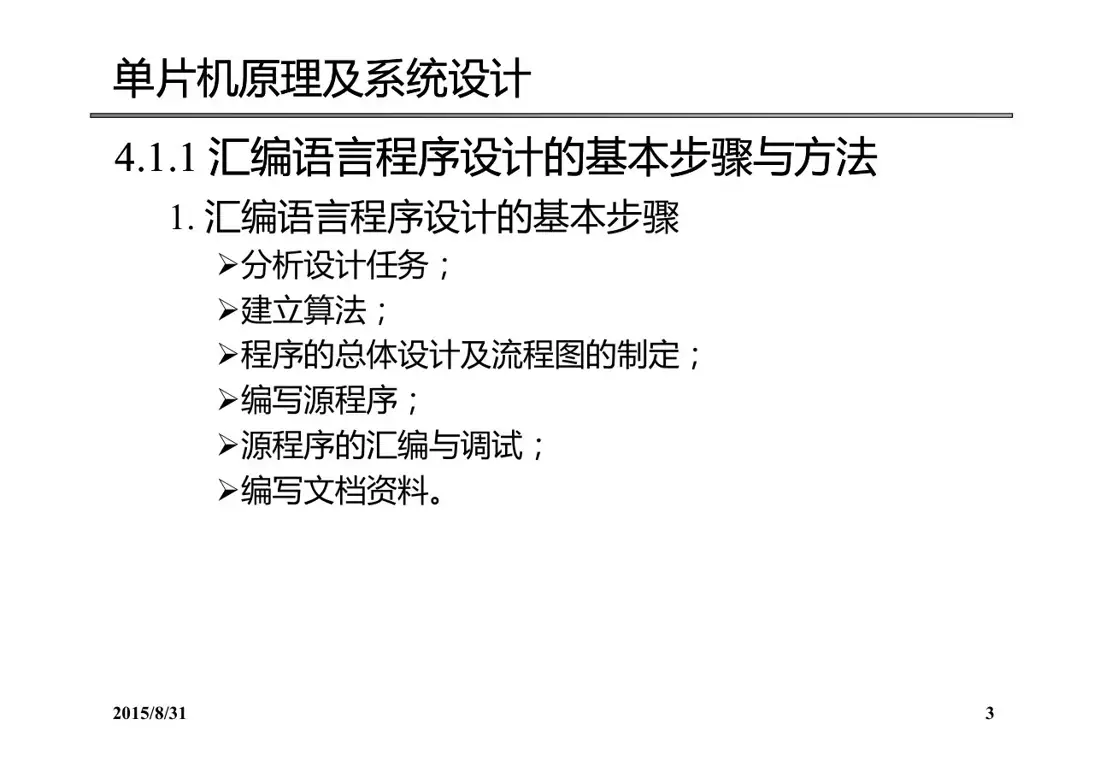 单片机原理及系统设计
4.1.1 汇编语言程序设计的基本步骤与方法
1. 汇编语言程序设计的基本步骤
➢分析设计任务；
➢建立算法；
➢程序的总体设计及流程图的制定；
➢编写源程序；
➢源程序的汇编与调试；
➢编写文档资料。
2015/8/31
3